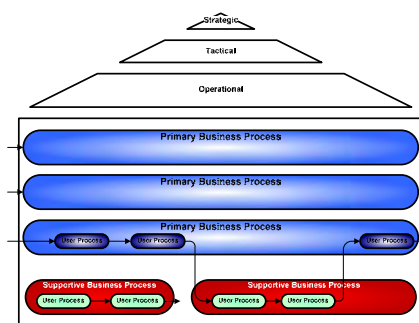 Strategic
Tactical
Operational
Primary Business Process
Primary Business Process
Primary Business Process
User Process
User Process
User Process
Supportive Business Process
Supportive Business Process
User Process
User Process
User Process
User Process